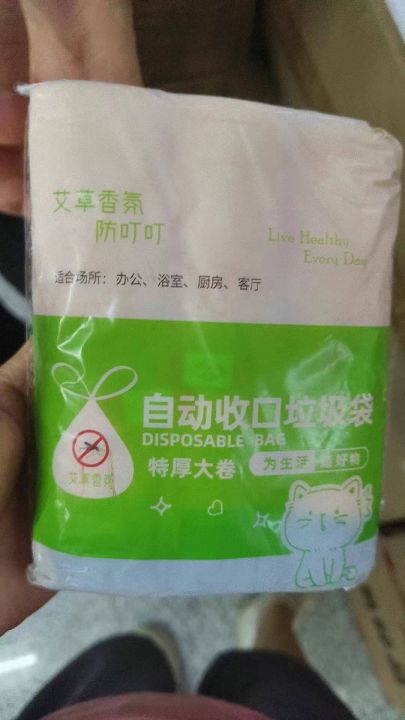 艾草香氛
防叮叮
Live Healthy
Every Day
适合场所：办公、浴室、厨房、客厅
自动收口垃圾袋
DISPOSABLE BAG
特厚大卷
为生活 好物
艾草香氛